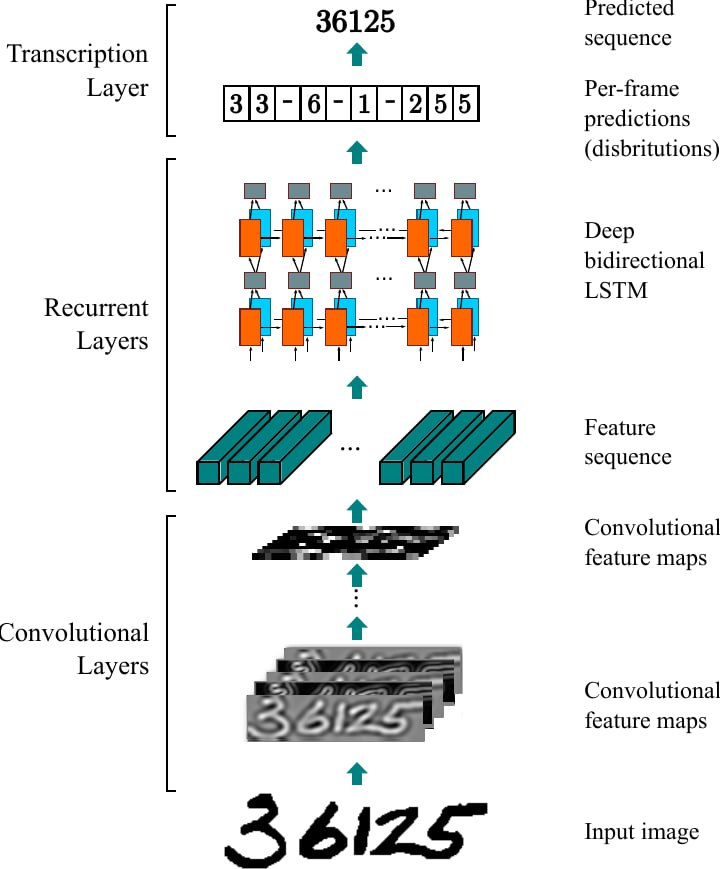 36125
Predicted
sequence
Transcription
Layer
3 3 - 6 - 1 - 2 5 5
Per-frame
predictions
(disbritutions)
...
Deep
bidirectional
LSTM
...
...
...
Recurrent
Layers
...
Feature
sequence
Convolutional
feature maps
...
Convolutional
Layers
36125
Convolutional
feature maps
36125
Input image